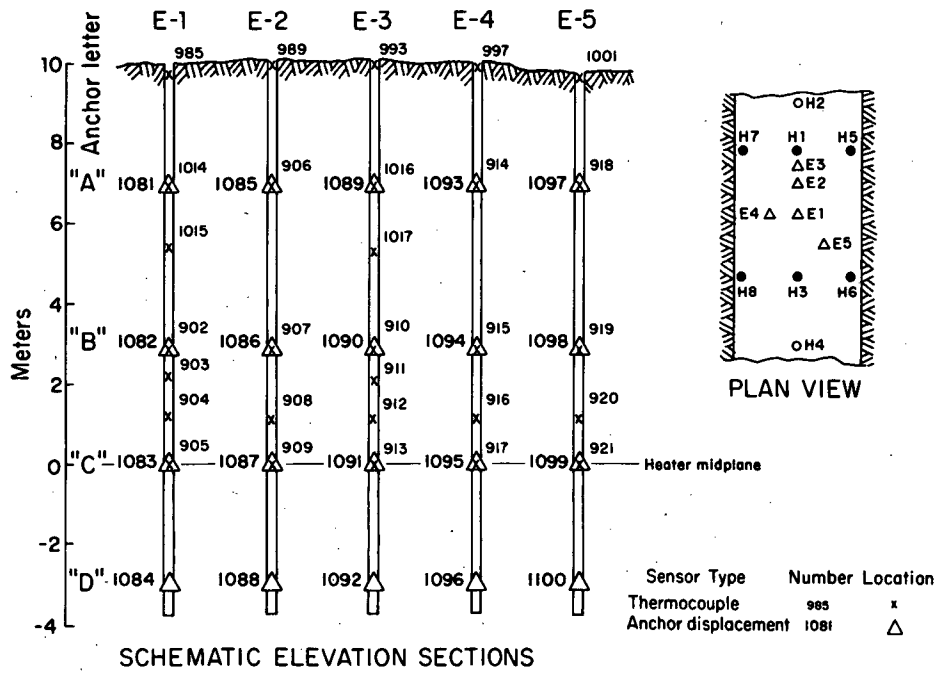 E-1 E-2 E-3 E-4 E-5
Anchor letter
985 989 993 997 1001
10
8
"A" 1081 1014 1085 906 1089 1016 1093 914 1097 918
6
1015 1017
4
Meters
"B" 1082 902 1086 907 1090 910 1094 915 1098 919
903 911
2
904 908 912 916 920
905 909 913 917 921
0 "C" 1083 1087 1091 1095 1099 Heater midplane
-2
"D" 1084 1088 1092 1096 1100
-4
SCHEMATIC ELEVATION SECTIONS
H2
H7 H1 H5
E3
E2
E4 E1
E5
H8 H3 H6
H4
PLAN VIEW
Sensor Type Number Location
Thermocouple 985 x
Anchor displacement 1081 △